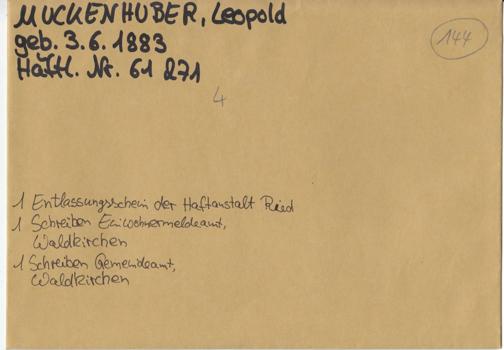 MUCKENHUBER, Leopold
geb. 3.6.1883
Häftl. Nr. 61 271
144
4
1 Entlassungsschein der Haftanstalt Ried
1 Schreiben Einwohnermeldeamt,
Waldkirchen
1 Schreiben Gemeindeamt,
Waldkirchen